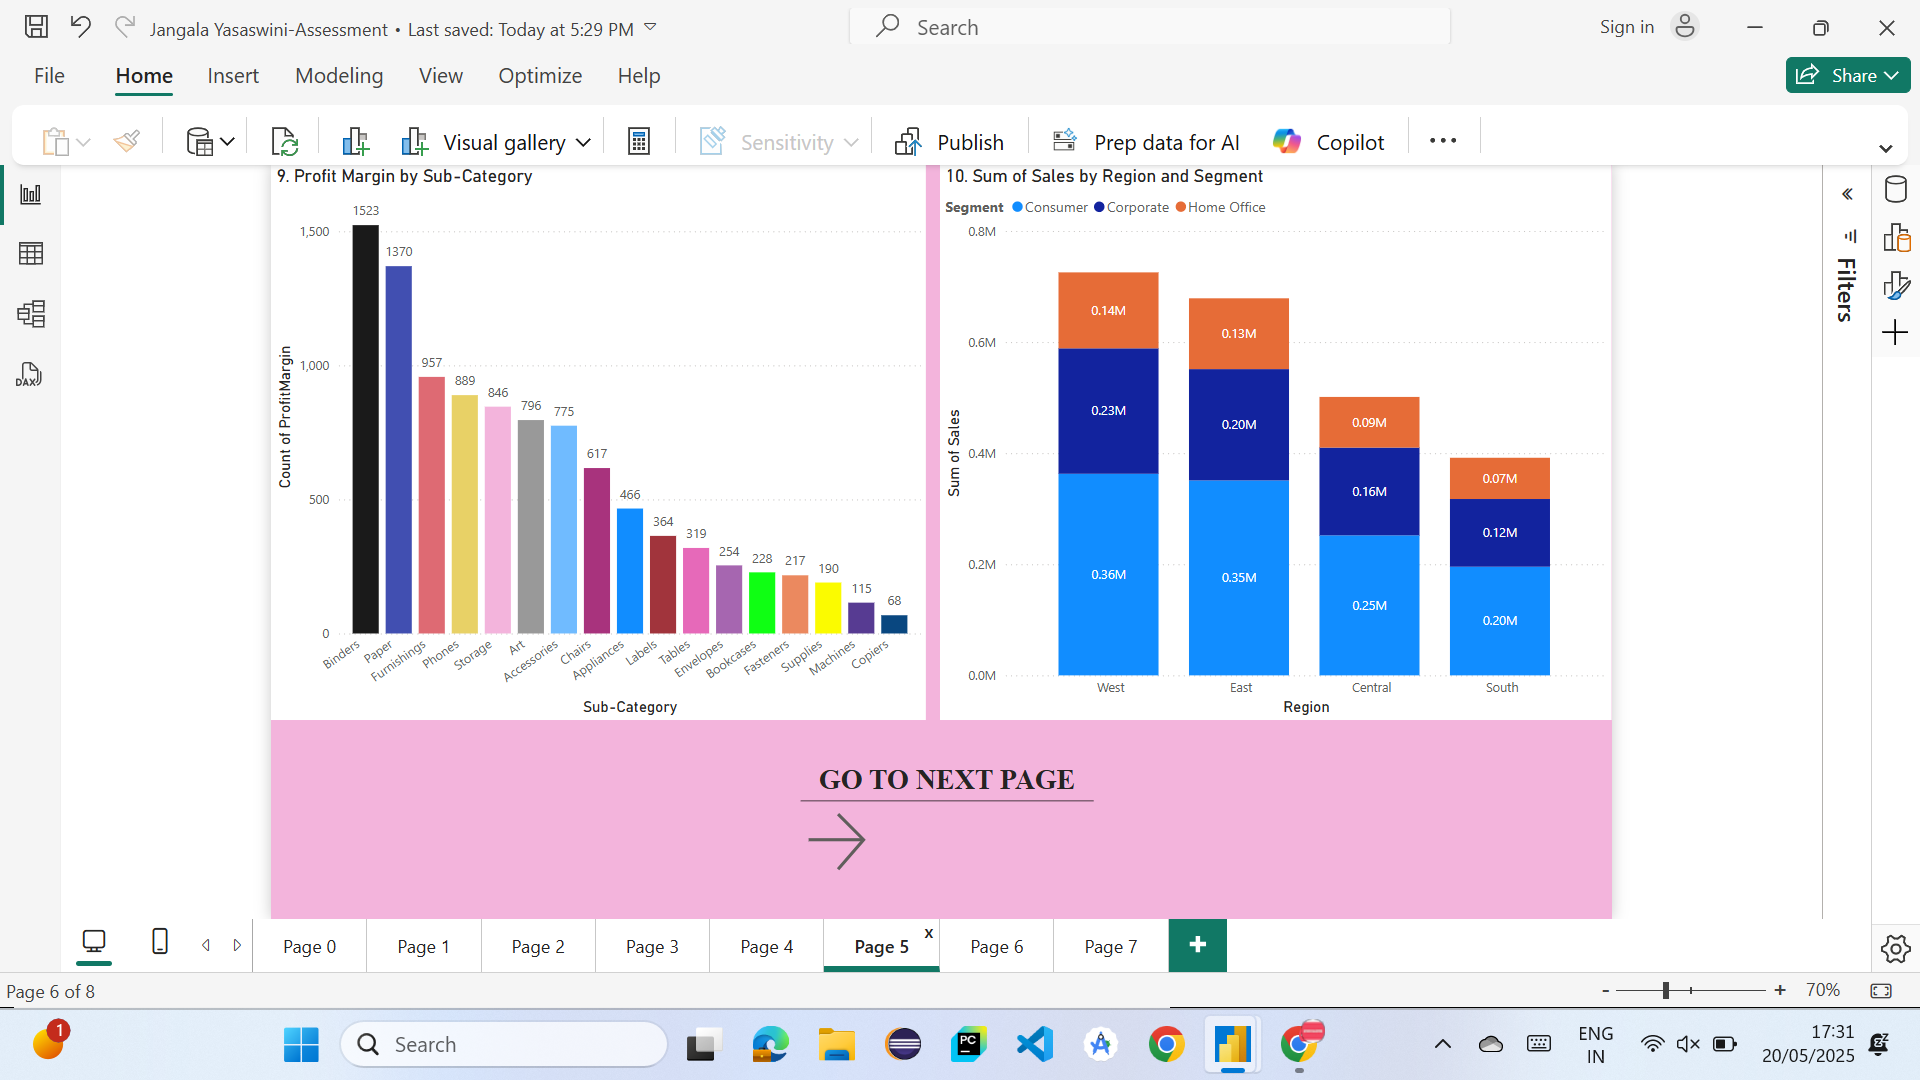 Jangala Yasaswini-Assessment • Last saved: Today at 5:29 PM
Search
Sign in
File Home Insert Modeling View Optimize Help
Share
Visual gallery
Sensitivity
Publish
Prep data for AI
Copilot
9. Profit Margin by Sub-Category
Count of ProfitMargin
1,500
1,000
500
0
1523
1370
957
889
846
796
775
617
466
364
319
254
228
217
190
115
68
Binders
Paper
Furnishings
Phones
Storage
Art
Accessories
Chairs
Appliances
Labels
Tables
Envelopes
Bookcases
Fasteners
Supplies
Machines
Copiers
Sub-Category
10. Sum of Sales by Region and Segment
Segment Consumer Corporate Home Office
Sum of Sales
0.8M
0.6M
0.4M
0.2M
0.0M
0.14M
0.23M
0.36M
0.13M
0.20M
0.35M
0.09M
0.16M
0.25M
0.07M
0.12M
0.20M
West East Central South
Region
Filters
DAX
GO TO NEXT PAGE
Page 0 Page 1 Page 2 Page 3 Page 4 Page 5 x Page 6 Page 7 +
Page 6 of 8
- + 70%
1
Search
PC
ENG
IN
17:31
20/05/2025